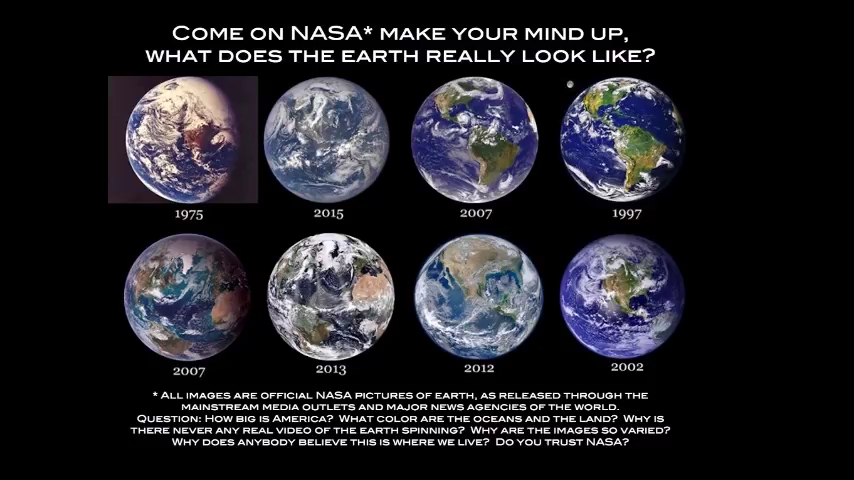 Come on NASA* make your mind up,
what does the earth really look like?
1975 2015 2007 1997
2007 2013 2012 2002
* All images are official NASA pictures of earth, as released through the
mainstream media outlets and major news agencies of the world.
Question: How big is America? What color are the oceans and the land? Why is
there never any real video of the earth spinning? Why are the images so varied?
Why does anybody believe this is where we live? Do you trust NASA?